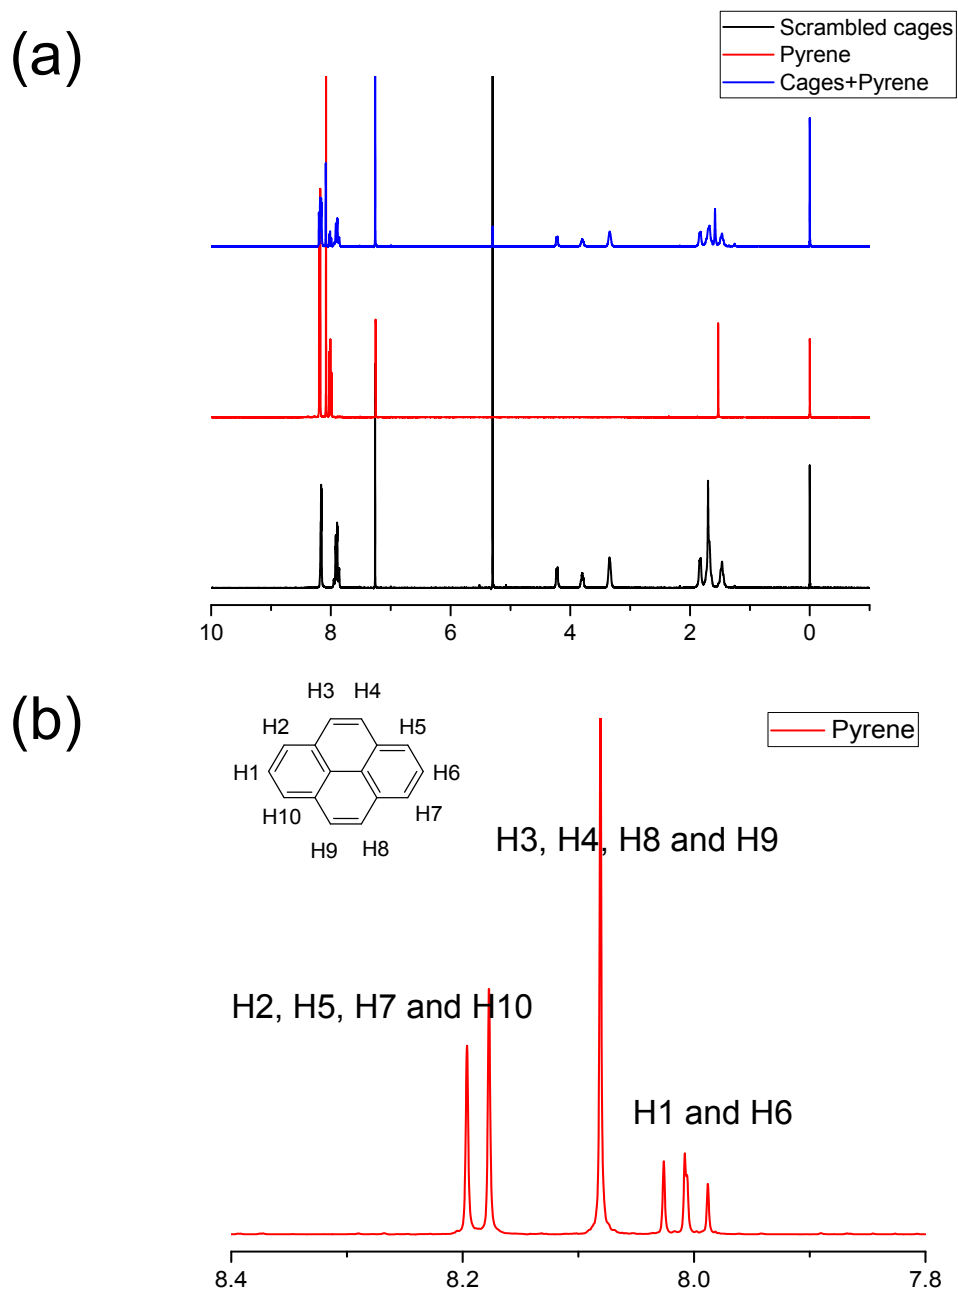 (a)
Scrambled cages
Pyrene
Cages+Pyrene
10 8 6 4 2 0
(b)
H3 H4
H2 H5
H1 H6
H10 H7
H9 H8
Pyrene
H3, H4, H8 and H9
H2, H5, H7 and H10
H1 and H6
8.4 8.2 8.0 7.8